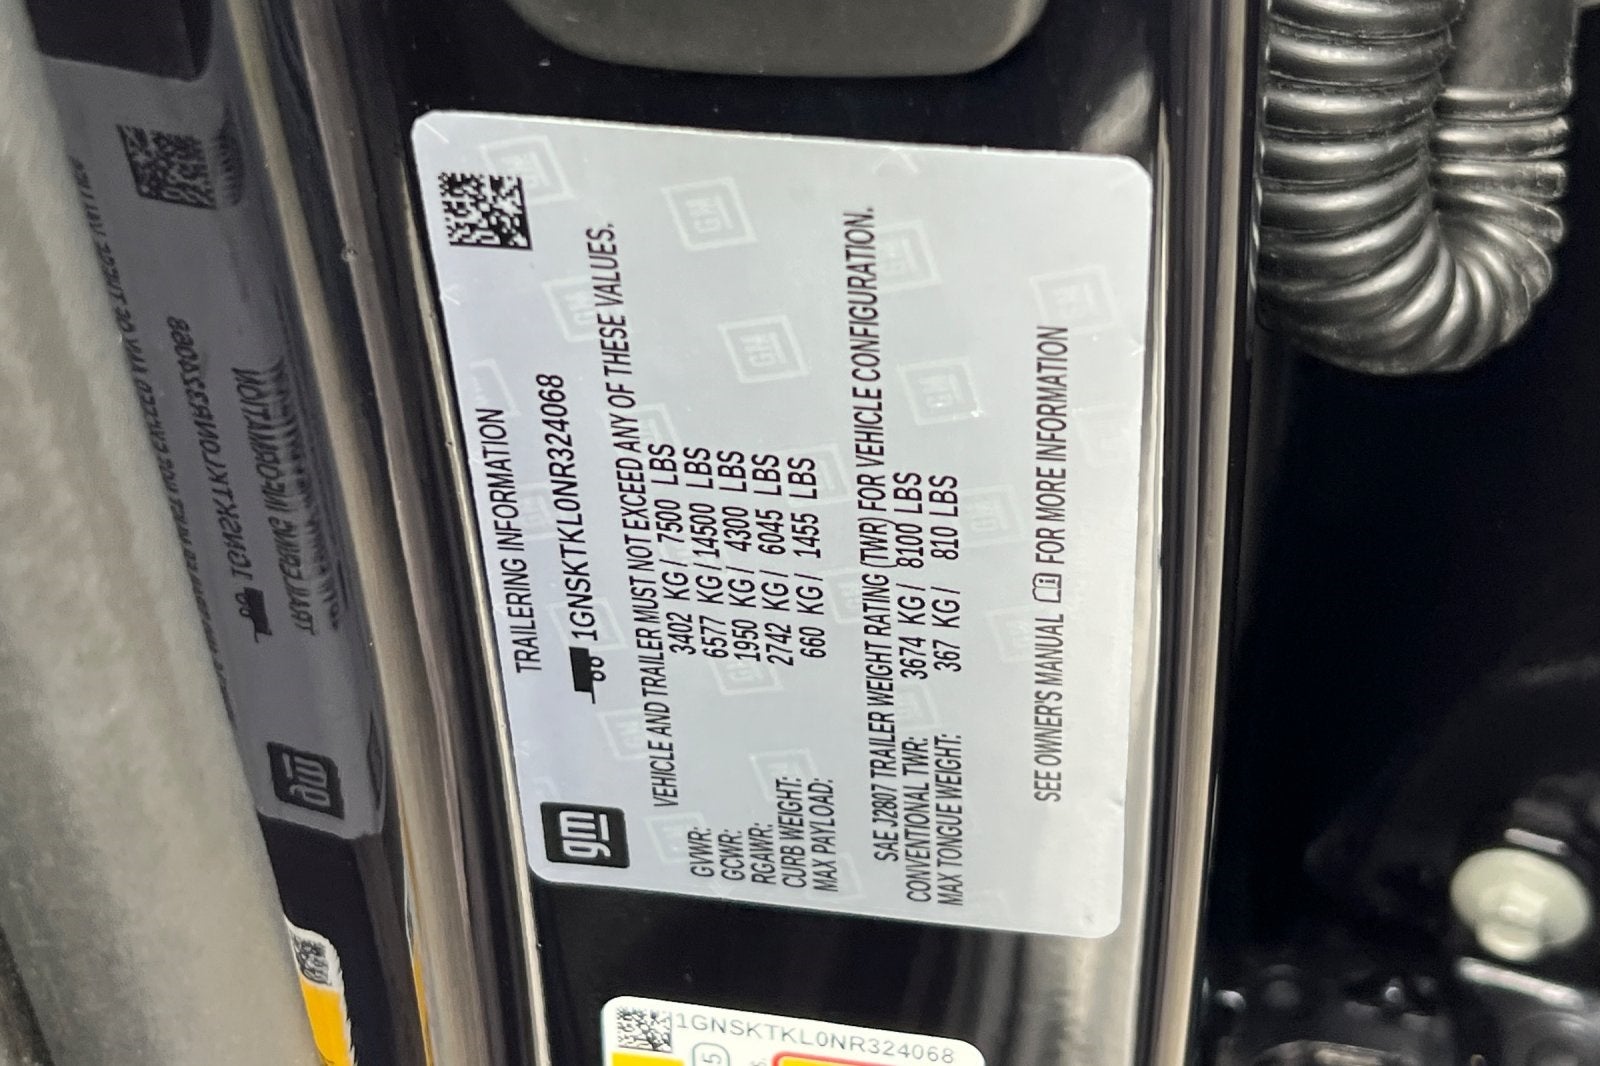 TRAILERING INFORMATION
gm
1GNSKTKL0NR324068
VEHICLE AND TRAILER MUST NOT EXCEED ANY OF THESE VALUES.
GVWR: 3402 KG / 7500 LBS
GCWR: 6577 KG / 14500 LBS
RGAWR: 1950 KG / 4300 LBS
CURB WEIGHT: 2742 KG / 6045 LBS
MAX PAYLOAD: 660 KG / 1455 LBS
SAE J2807 TRAILER WEIGHT RATING (TWR) FOR VEHICLE CONFIGURATION.
CONVENTIONAL TWR: 3674 KG / 8100 LBS
MAX TONGUE WEIGHT: 367 KG / 810 LBS
SEE OWNER'S MANUAL FOR MORE INFORMATION
1GNSKTKL0NR324068
5